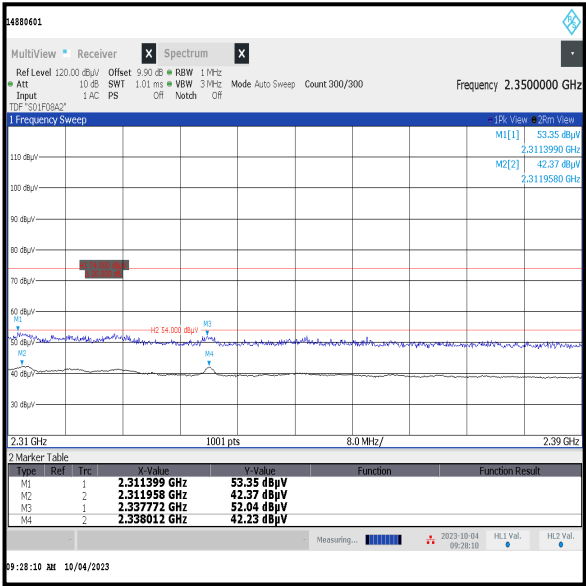 14880601
MultiView Receiver X Spectrum X
Ref Level 120.00 dBµV Offset 9.90 dB RBW 1 MHz
Att 10 dB SWT 1.01 ms VBW 3 MHz Mode Auto Sweep Count 300/300 Frequency 2.3500000 GHz
Input 1 AC PS Off Notch Off
TDF "S01F08A2"
1 Frequency Sweep 1Pk View 2Rm View
M1[1] 53.35 dBµV
2.3113990 GHz
M2[2] 42.37 dBµV
2.3119580 GHz
110 dBµV
100 dBµV
90 dBµV
80 dBµV
70 dBµV
60 dBµV
M1
M3
H2 54.000 dBµV
50 dBµV
M2
M4
40 dBµV
30 dBµV
2.31 GHz 1001 pts 8.0 MHz/ 2.39 GHz
2 Marker Table
Type Ref Trc X-Value Y-Value Function Function Result
M1 1 2.311399 GHz 53.35 dBµV
M2 2 2.311958 GHz 42.37 dBµV
M3 1 2.337772 GHz 52.04 dBµV
M4 2 2.338012 GHz 42.23 dBµV
Measuring... 2023-10-04 HL1 Val. HL2 Val.
09:28:10
09:28:10 AM 10/04/2023